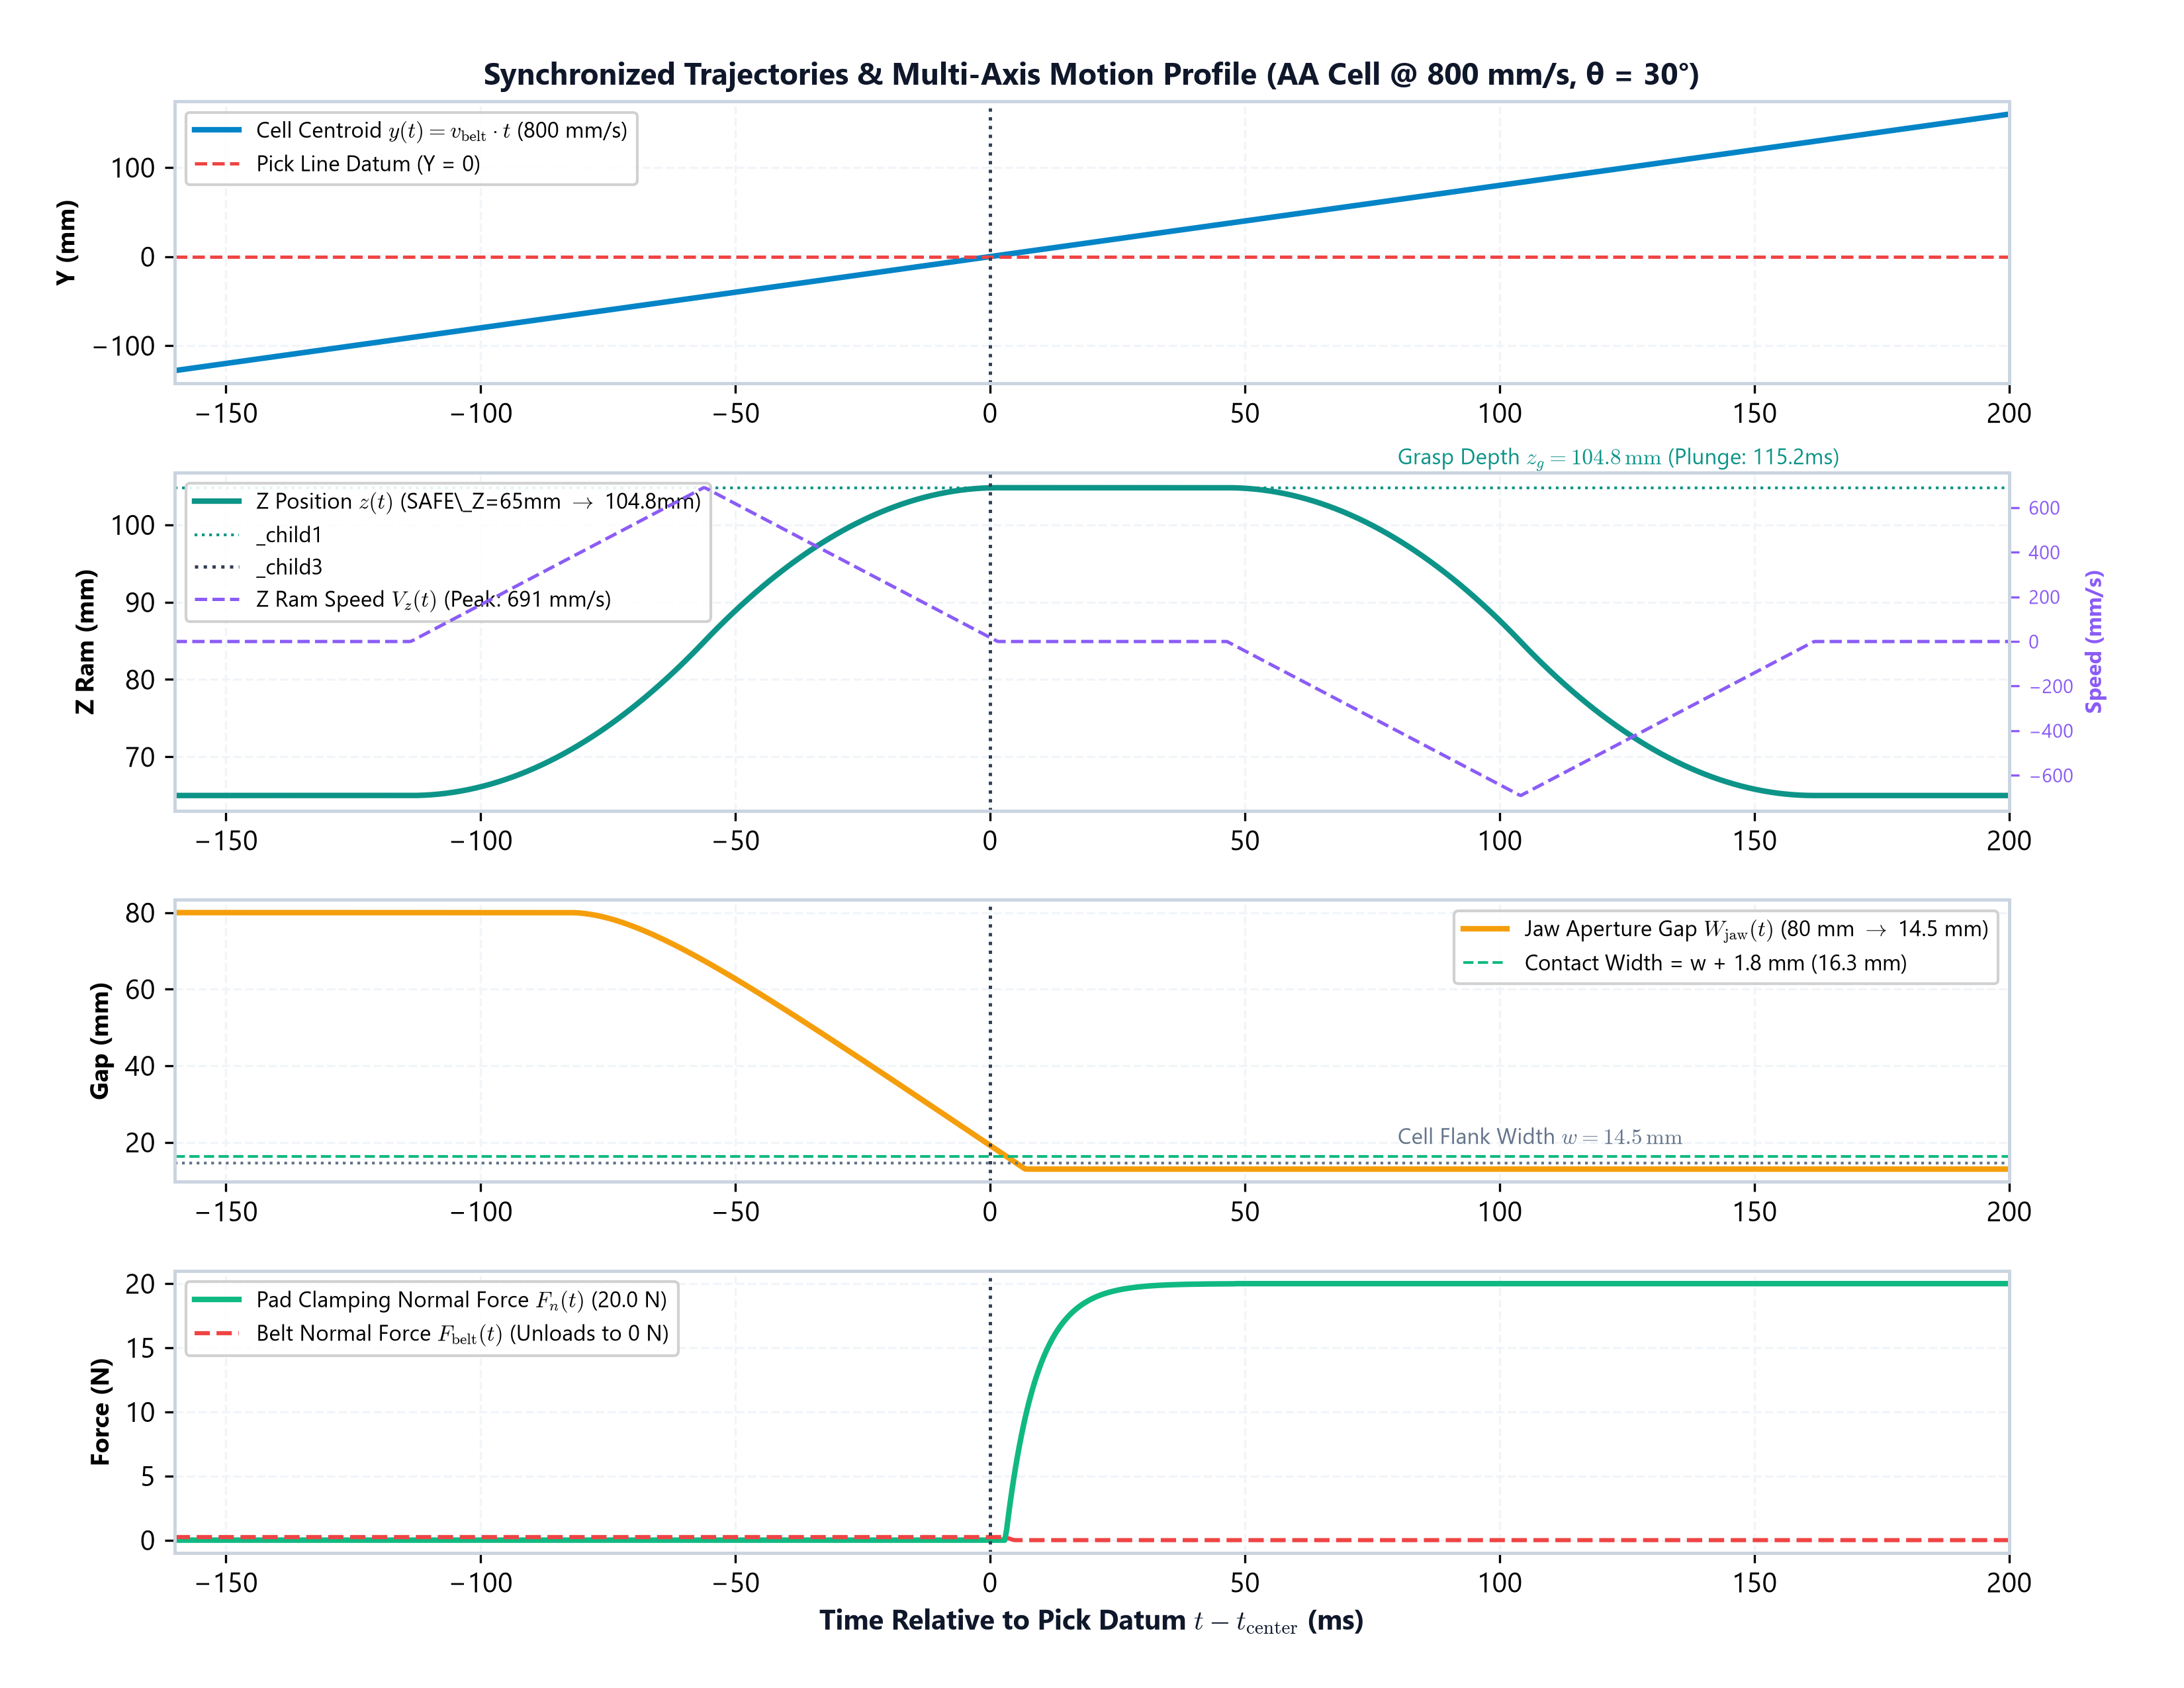 Synchronized Trajectories & Multi-Axis Motion Profile (AA Cell @ 800 mm/s, θ = 30°)
Cell Centroid y(t) = v_belt · t (800 mm/s)
Pick Line Datum (Y = 0)
Y (mm)
100
0
−100
−150 −100 −50 0 50 100 150 200
Grasp Depth z_g = 104.8 mm (Plunge: 115.2ms)
Z Position z(t) (SAFE\_Z=65mm → 104.8mm)
_child1
_child3
Z Ram Speed V_z(t) (Peak: 691 mm/s)
Z Ram (mm)
100
90
80
70
600
400
200
0
−200
−400
−600
Speed (mm/s)
−150 −100 −50 0 50 100 150 200
Jaw Aperture Gap W_jaw(t) (80 mm → 14.5 mm)
Contact Width = w + 1.8 mm (16.3 mm)
Gap (mm)
80
60
40
20
Cell Flank Width w = 14.5 mm
−150 −100 −50 0 50 100 150 200
Pad Clamping Normal Force F_n(t) (20.0 N)
Belt Normal Force F_belt(t) (Unloads to 0 N)
Force (N)
20
15
10
5
0
−150 −100 −50 0 50 100 150 200
Time Relative to Pick Datum t − t_center (ms)